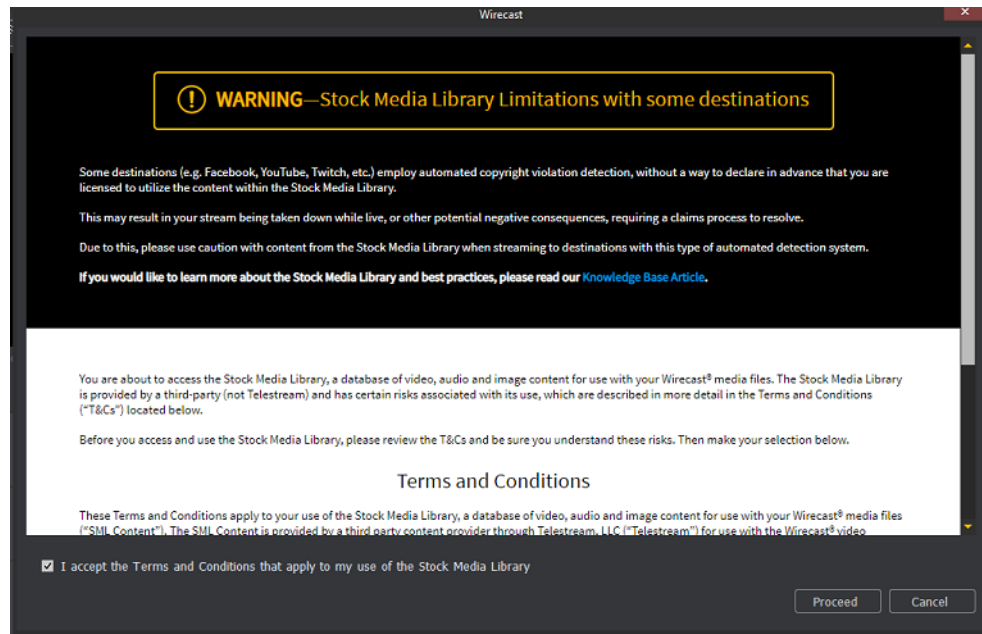 Wirecast
WARNING—Stock Media Library Limitations with some destinations
Some destinations (e.g. Facebook, YouTube, Twitch, etc.) employ automated copyright violation detection, without a way to declare in advance that you are
licensed to utilize the content within the Stock Media Library.
This may result in your stream being taken down while live, or other potential negative consequences, requiring a claims process to resolve.
Due to this, please use caution with content from the Stock Media Library when streaming to destinations with this type of automated detection system.
If you would like to learn more about the Stock Media Library and best practices, please read our Knowledge Base Article.
You are about to access the Stock Media Library, a database of video, audio and image content for use with your Wirecast® media files. The Stock Media Library
is provided by a third-party (not Telestream) and has certain risks associated with its use, which are described in more detail in the Terms and Conditions
("T&Cs") located below.
Before you access and use the Stock Media Library, please review the T&Cs and be sure you understand these risks. Then make your selection below.
Terms and Conditions
These Terms and Conditions apply to your use of the Stock Media Library, a database of video, audio and image content for use with your Wirecast® media files
("SML Content"). The SML Content is provided by a third party content provider through Telestream, LLC ("Telestream") for use with the Wirecast® video
I accept the Terms and Conditions that apply to my use of the Stock Media Library
Proceed
Cancel